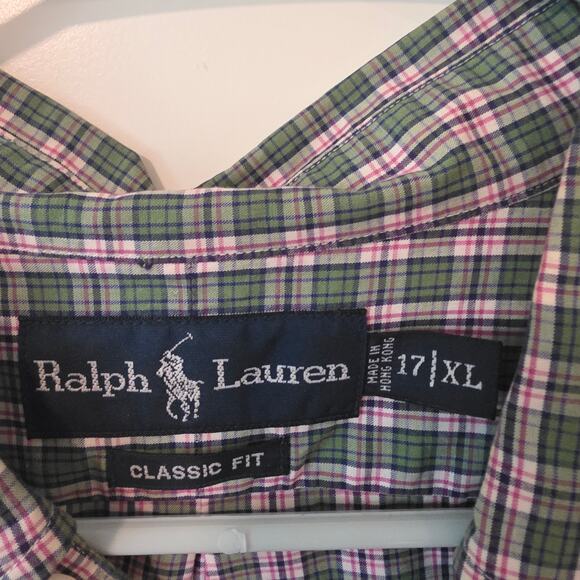 Ralph Lauren
MADE IN
HONG KONG
17|XL
CLASSIC FIT